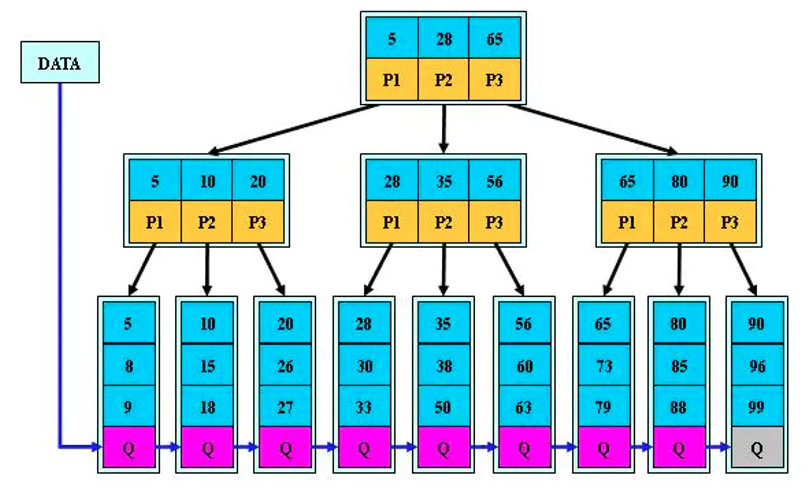 5 28 65
DATA
P1 P2 P3
5 10 20
28 35 56
65 80 90
P1 P2 P3
P1 P2 P3
P1 P2 P3
5 10 20 28 35 56 65 80 90
8 15 26 30 38 60 73 85 96
9 18 27 33 50 63 79 88 99
Q Q Q Q Q Q Q Q Q